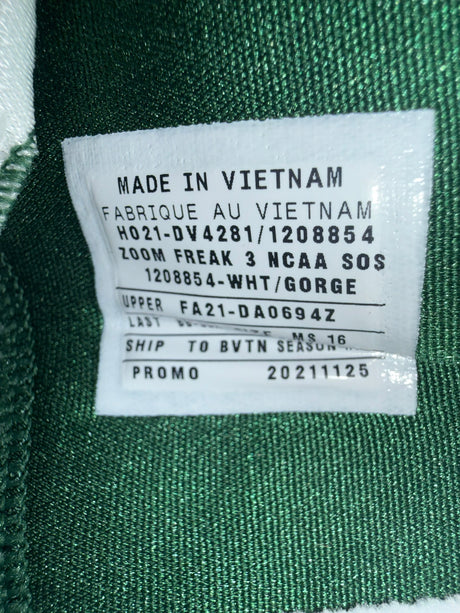 MADE IN VIETNAM
FABRIQUE AU VIETNAM
HO21-DV4281/1208854
ZOOM FREAK 3 NCAA SOS
1208854-WHT/GORGE
UPPER FA21-DA0694Z
LAST SIZE MS 16
SHIP TO BVTN SEASON
PROMO 20211125